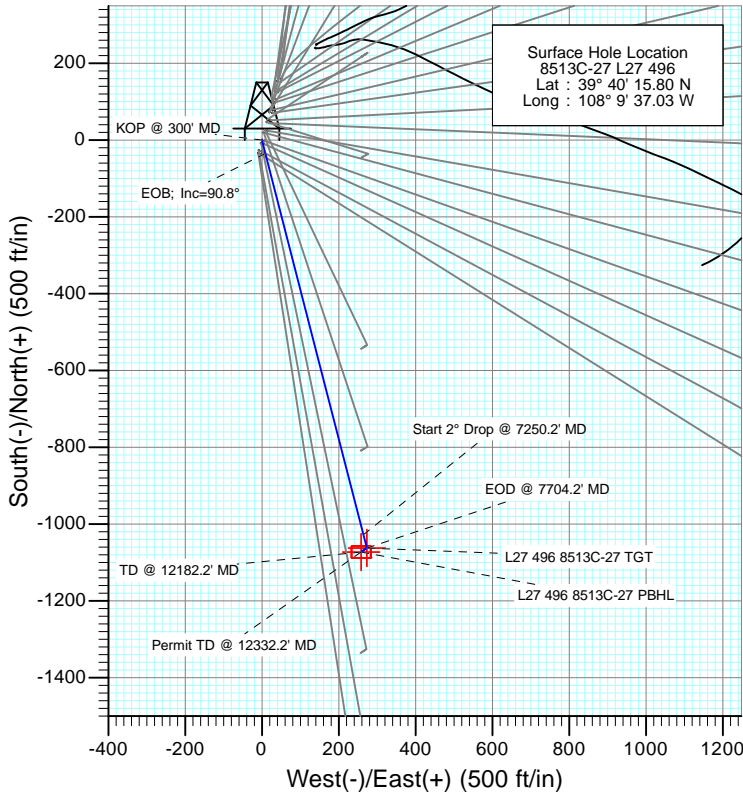 Surface Hole Location
8513C-27 L27 496
Lat : 39° 40' 15.80 N
Long : 108° 9' 37.03 W
KOP @ 300' MD
EOB; Inc=90.8°
Start 2° Drop @ 7250.2' MD
EOD @ 7704.2' MD
L27 496 8513C-27 TGT
TD @ 12182.2' MD
L27 496 8513C-27 PBHL
Permit TD @ 12332.2' MD
South(-)/North(+) (500 ft/in)
200
0
-200
-400
-600
-800
-1000
-1200
-1400
-400
-200
0
200
400
600
800
1000
1200
West(-)/East(+) (500 ft/in)